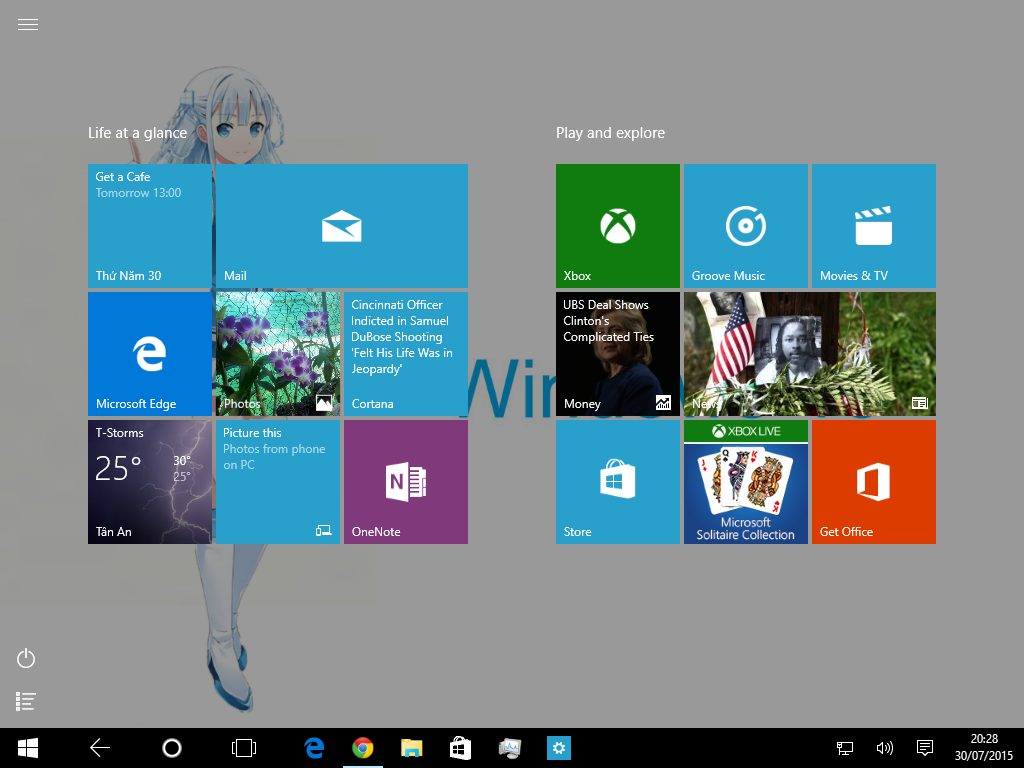 Life at a glance
Get a Cafe
Tomorrow 13:00
Thứ Năm 30
Mail
Microsoft Edge
Photos
Cincinnati Officer
Indicted in Samuel
DuBose Shooting
'Felt His Life Was in
Jeopardy'
Cortana
T-Storms
25°
30°
25°
Tân An
Picture this
Photos from phone
on PC
N
OneNote
Play and explore
Xbox
Groove Music
Movies & TV
UBS Deal Shows
Clinton's
Complicated Ties
Money
News
Store
XBOX LIVE
J
Q
K
Microsoft
Solitaire Collection
Get Office
20:28
30/07/2015